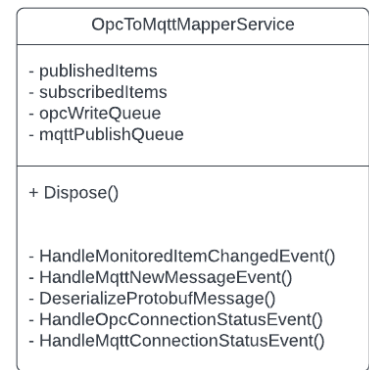 OpcToMqttMapperService
- publishedItems
- subscribedItems
- opcWriteQueue
- mqttPublishQueue
+ Dispose()
- HandleMonitoredItemChangedEvent()
- HandleMqttNewMessageEvent()
- DeserializeProtobufMessage()
- HandleOpcConnectionStatusEvent()
- HandleMqttConnectionStatusEvent()